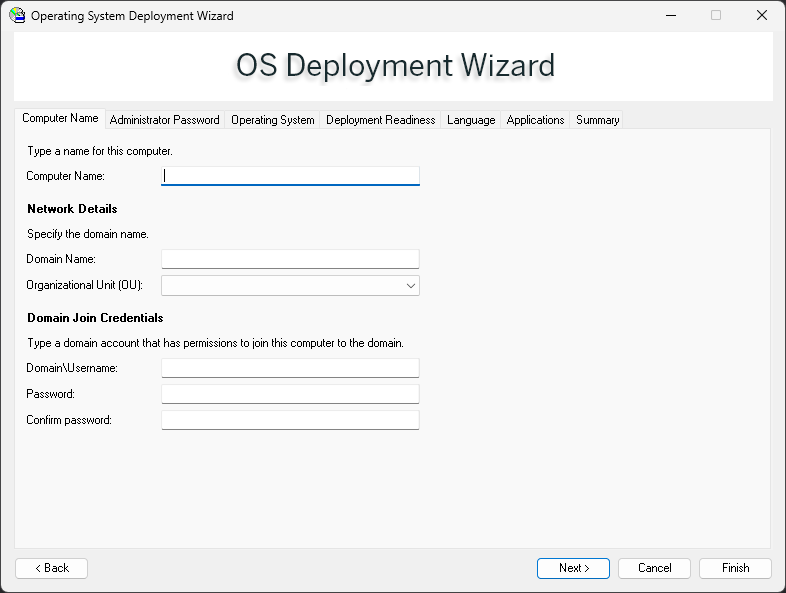 Operating System Deployment Wizard
OS Deployment Wizard
Computer Name Administrator Password Operating System Deployment Readiness Language Applications Summary
Type a name for this computer.
Computer Name:
Network Details
Specify the domain name.
Domain Name:
Organizational Unit (OU):
Domain Join Credentials
Type a domain account that has permissions to join this computer to the domain.
Domain\Username:
Password:
Confirm password:
< Back Next > Cancel Finish